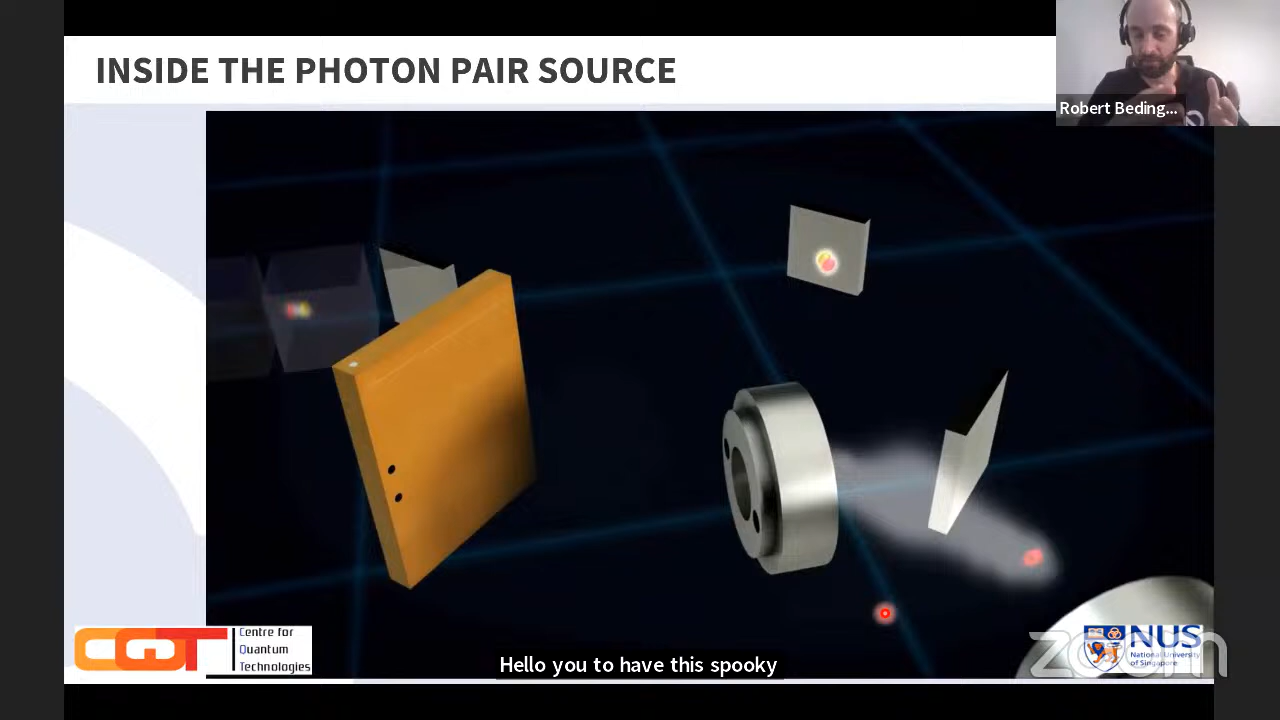 INSIDE THE PHOTON PAIR SOURCE
Robert Beding...
CQT
Centre for
Quantum
Technologies
NUS
National University
of Singapore
zoom
Hello you to have this spooky